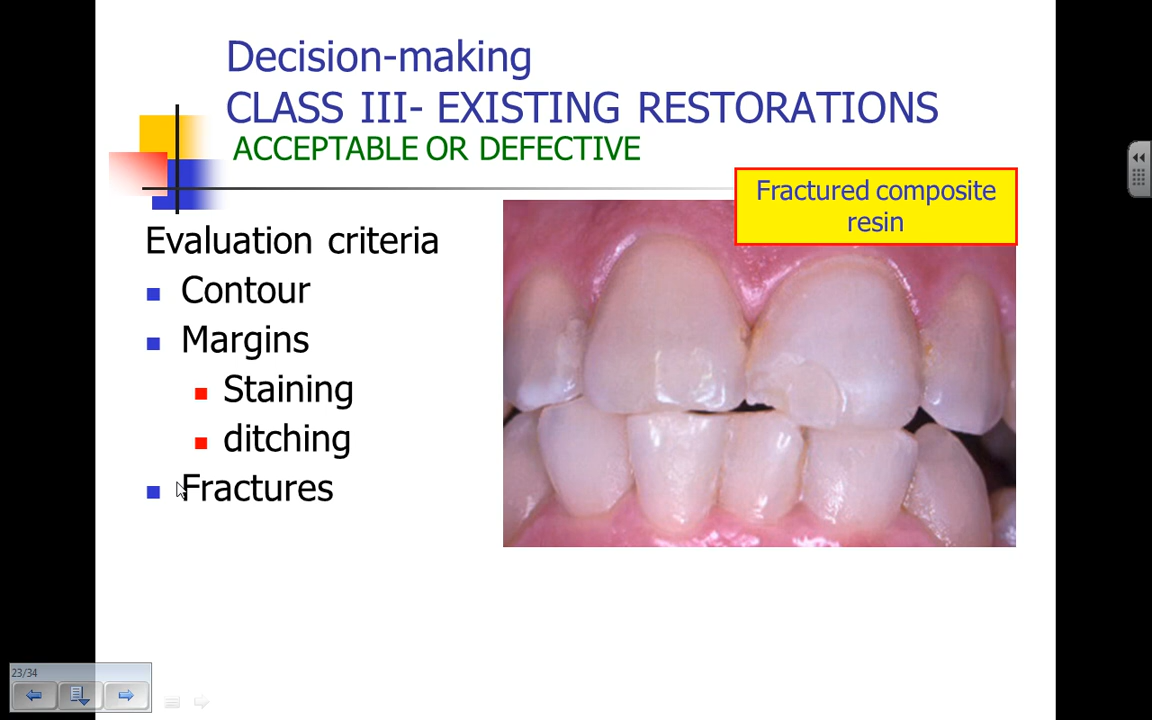 Decision-making
CLASS III- EXISTING RESTORATIONS
ACCEPTABLE OR DEFECTIVE
Fractured composite
resin
Evaluation criteria
Contour
Margins
Staining
ditching
Fractures
23/34